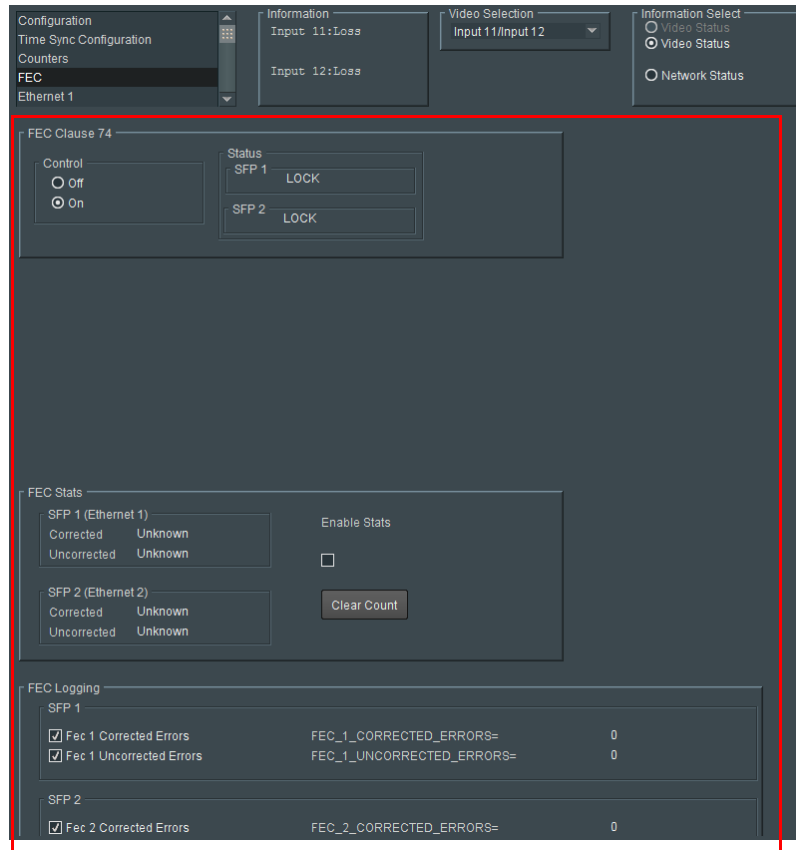 Configuration
Time Sync Configuration
Counters
FEC
Ethernet 1
Information
Input 11:Loss
Input 12:Loss
Video Selection
Input 11/Input 12
Information Select
Video Status
Video Status
Network Status
FEC Clause 74
Control
Off
On
Status
SFP 1
LOCK
SFP 2
LOCK
FEC Stats
SFP 1 (Ethernet 1)
Corrected Unknown
Uncorrected Unknown
SFP 2 (Ethernet 2)
Corrected Unknown
Uncorrected Unknown
Enable Stats
Clear Count
FEC Logging
SFP 1
Fec 1 Corrected Errors FEC_1_CORRECTED_ERRORS= 0
Fec 1 Uncorrected Errors FEC_1_UNCORRECTED_ERRORS= 0
SFP 2
Fec 2 Corrected Errors FEC_2_CORRECTED_ERRORS= 0